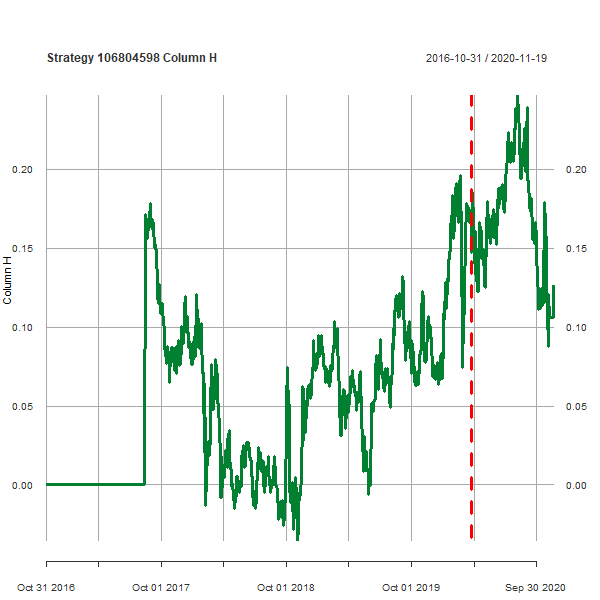 Strategy 106804598 Column H
2016-10-31 / 2020-11-19
Column H
0.20
0.20
0.15
0.15
0.10
0.10
0.05
0.05
0.00
0.00
Oct 31 2016
Oct 01 2017
Oct 01 2018
Oct 01 2019
Sep 30 2020